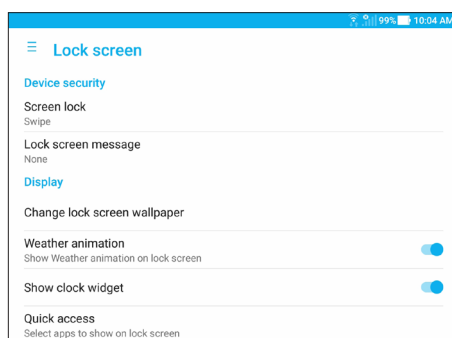 99% 10:04 AM
Lock screen
Device security
Screen lock
Swipe
Lock screen message
None
Display
Change lock screen wallpaper
Weather animation
Show Weather animation on lock screen
Show clock widget
Quick access
Select apps to show on lock screen